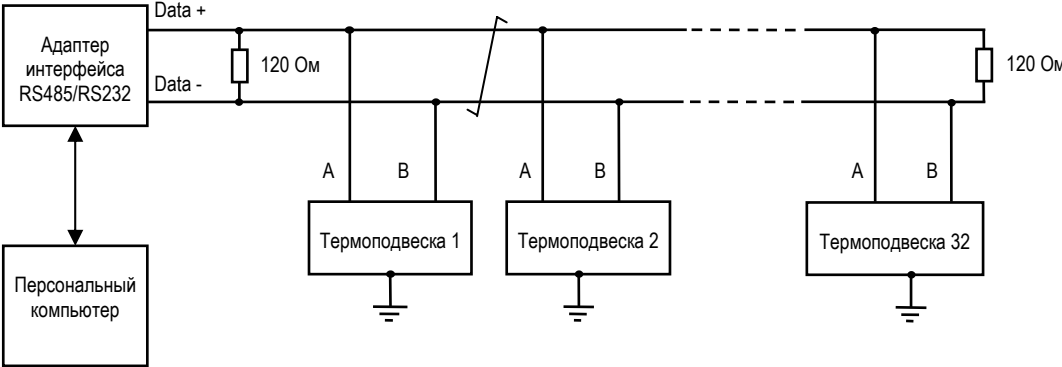 Data +
Адаптер
интерфейса
RS485/RS232
120 Ом
120 Ом
Data -
A
B
A
B
A
B
Термоподвеска 1
Термоподвеска 2
Термоподвеска 32
Персональный
компьютер